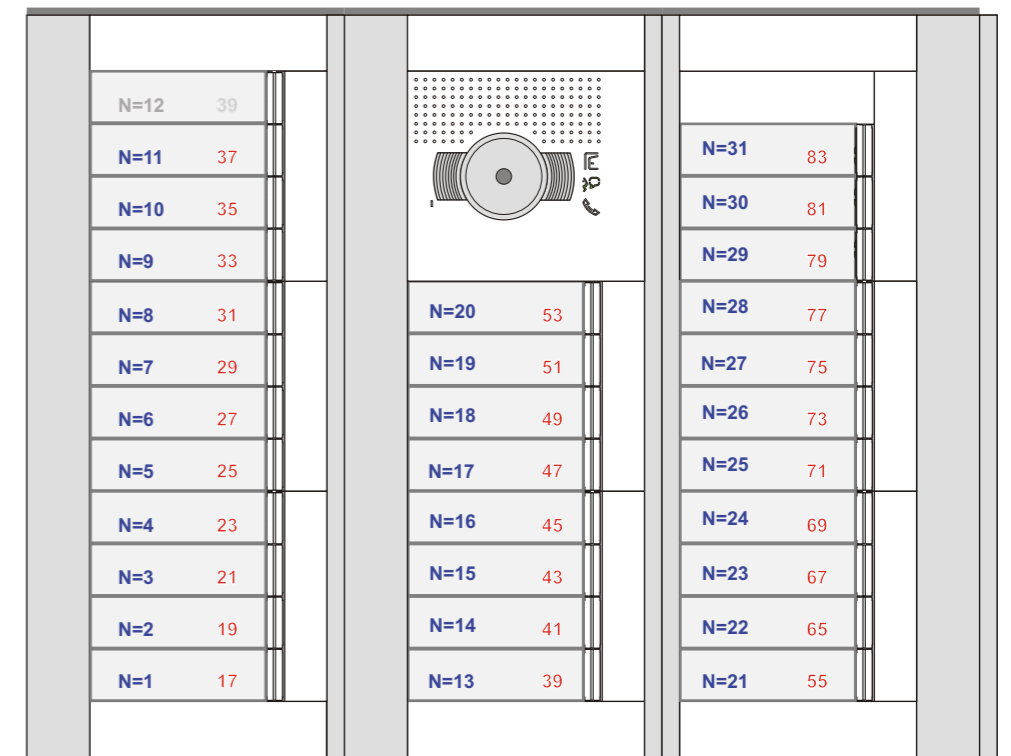 N=12 39
N=11 37
N=10 35
N=9 33
N=8 31
N=7 29
N=6 27
N=5 25
N=4 23
N=3 21
N=2 19
N=1 17
N=20 53
N=19 51
N=18 49
N=17 47
N=16 45
N=15 43
N=14 41
N=13 39
N=31 83
N=30 81
N=29 79
N=28 77
N=27 75
N=26 73
N=25 71
N=24 69
N=23 67
N=22 65
N=21 55